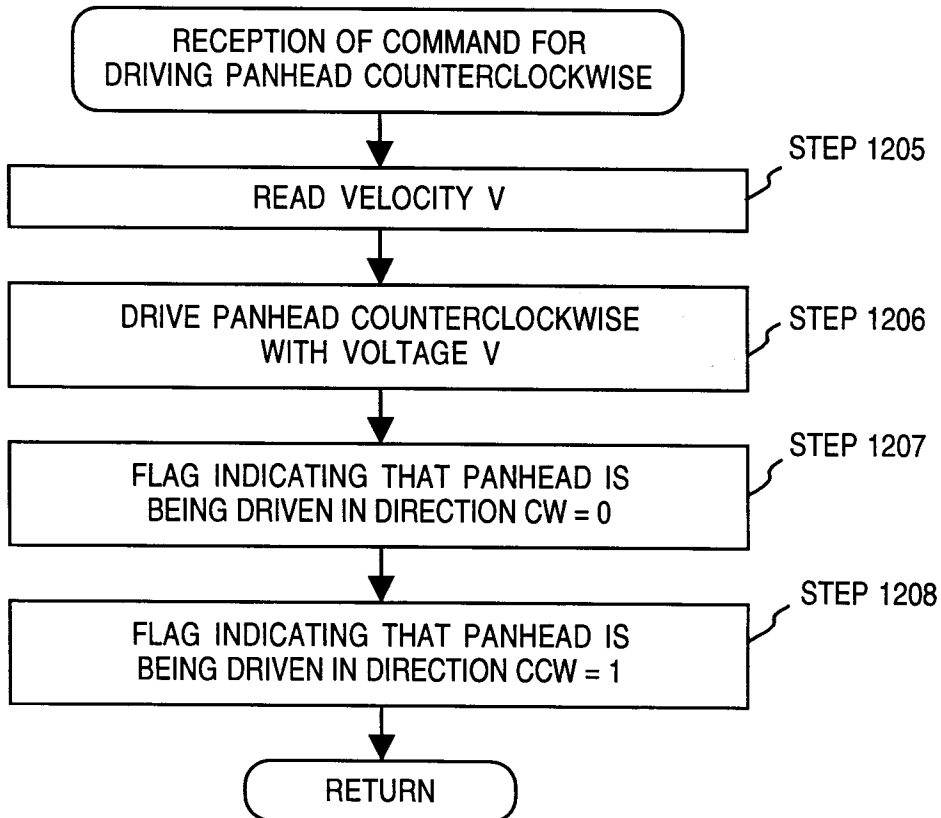 RECEPTION OF COMMAND FOR
DRIVING PANHEAD COUNTERCLOCKWISE
STEP 1205
READ VELOCITY V
DRIVE PANHEAD COUNTERCLOCKWISE
WITH VOLTAGE V
STEP 1206
FLAG INDICATING THAT PANHEAD IS
BEING DRIVEN IN DIRECTION CW = 0
STEP 1207
FLAG INDICATING THAT PANHEAD IS
BEING DRIVEN IN DIRECTION CCW = 1
STEP 1208
RETURN